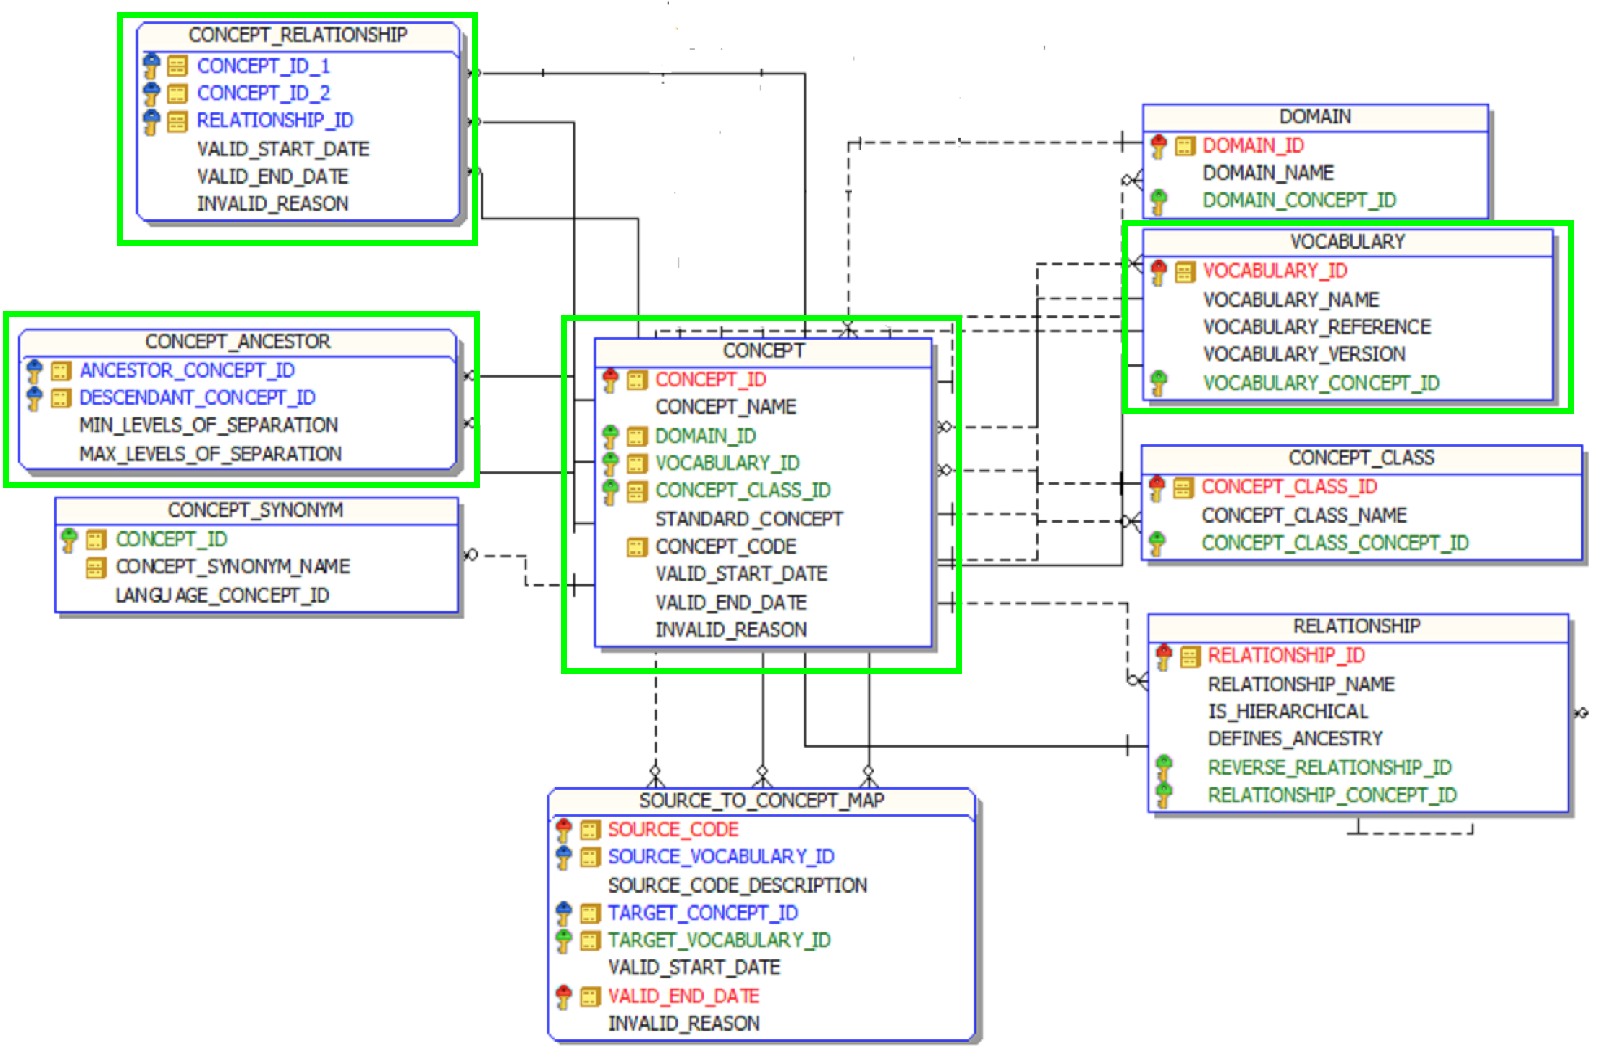 CONCEPT_RELATIONSHIP
CONCEPT_ID_1
CONCEPT_ID_2
RELATIONSHIP_ID
VALID_START_DATE
VALID_END_DATE
INVALID_REASON
CONCEPT_ANCESTOR
ANCESTOR_CONCEPT_ID
DESCENDANT_CONCEPT_ID
MIN_LEVELS_OF_SEPARATION
MAX_LEVELS_OF_SEPARATION
CONCEPT_SYNONYM
CONCEPT_ID
CONCEPT_SYNONYM_NAME
LANGUAGE_CONCEPT_ID
CONCEPT
CONCEPT_ID
CONCEPT_NAME
DOMAIN_ID
VOCABULARY_ID
CONCEPT_CLASS_ID
STANDARD_CONCEPT
CONCEPT_CODE
VALID_START_DATE
VALID_END_DATE
INVALID_REASON
SOURCE_TO_CONCEPT_MAP
SOURCE_CODE
SOURCE_VOCABULARY_ID
SOURCE_CODE_DESCRIPTION
TARGET_CONCEPT_ID
TARGET_VOCABULARY_ID
VALID_START_DATE
VALID_END_DATE
INVALID_REASON
DOMAIN
DOMAIN_ID
DOMAIN_NAME
DOMAIN_CONCEPT_ID
VOCABULARY
VOCABULARY_ID
VOCABULARY_NAME
VOCABULARY_REFERENCE
VOCABULARY_VERSION
VOCABULARY_CONCEPT_ID
CONCEPT_CLASS
CONCEPT_CLASS_ID
CONCEPT_CLASS_NAME
CONCEPT_CLASS_CONCEPT_ID
RELATIONSHIP
RELATIONSHIP_ID
RELATIONSHIP_NAME
IS_HIERARCHICAL
DEFINES_ANCESTRY
REVERSE_RELATIONSHIP_ID
RELATIONSHIP_CONCEPT_ID